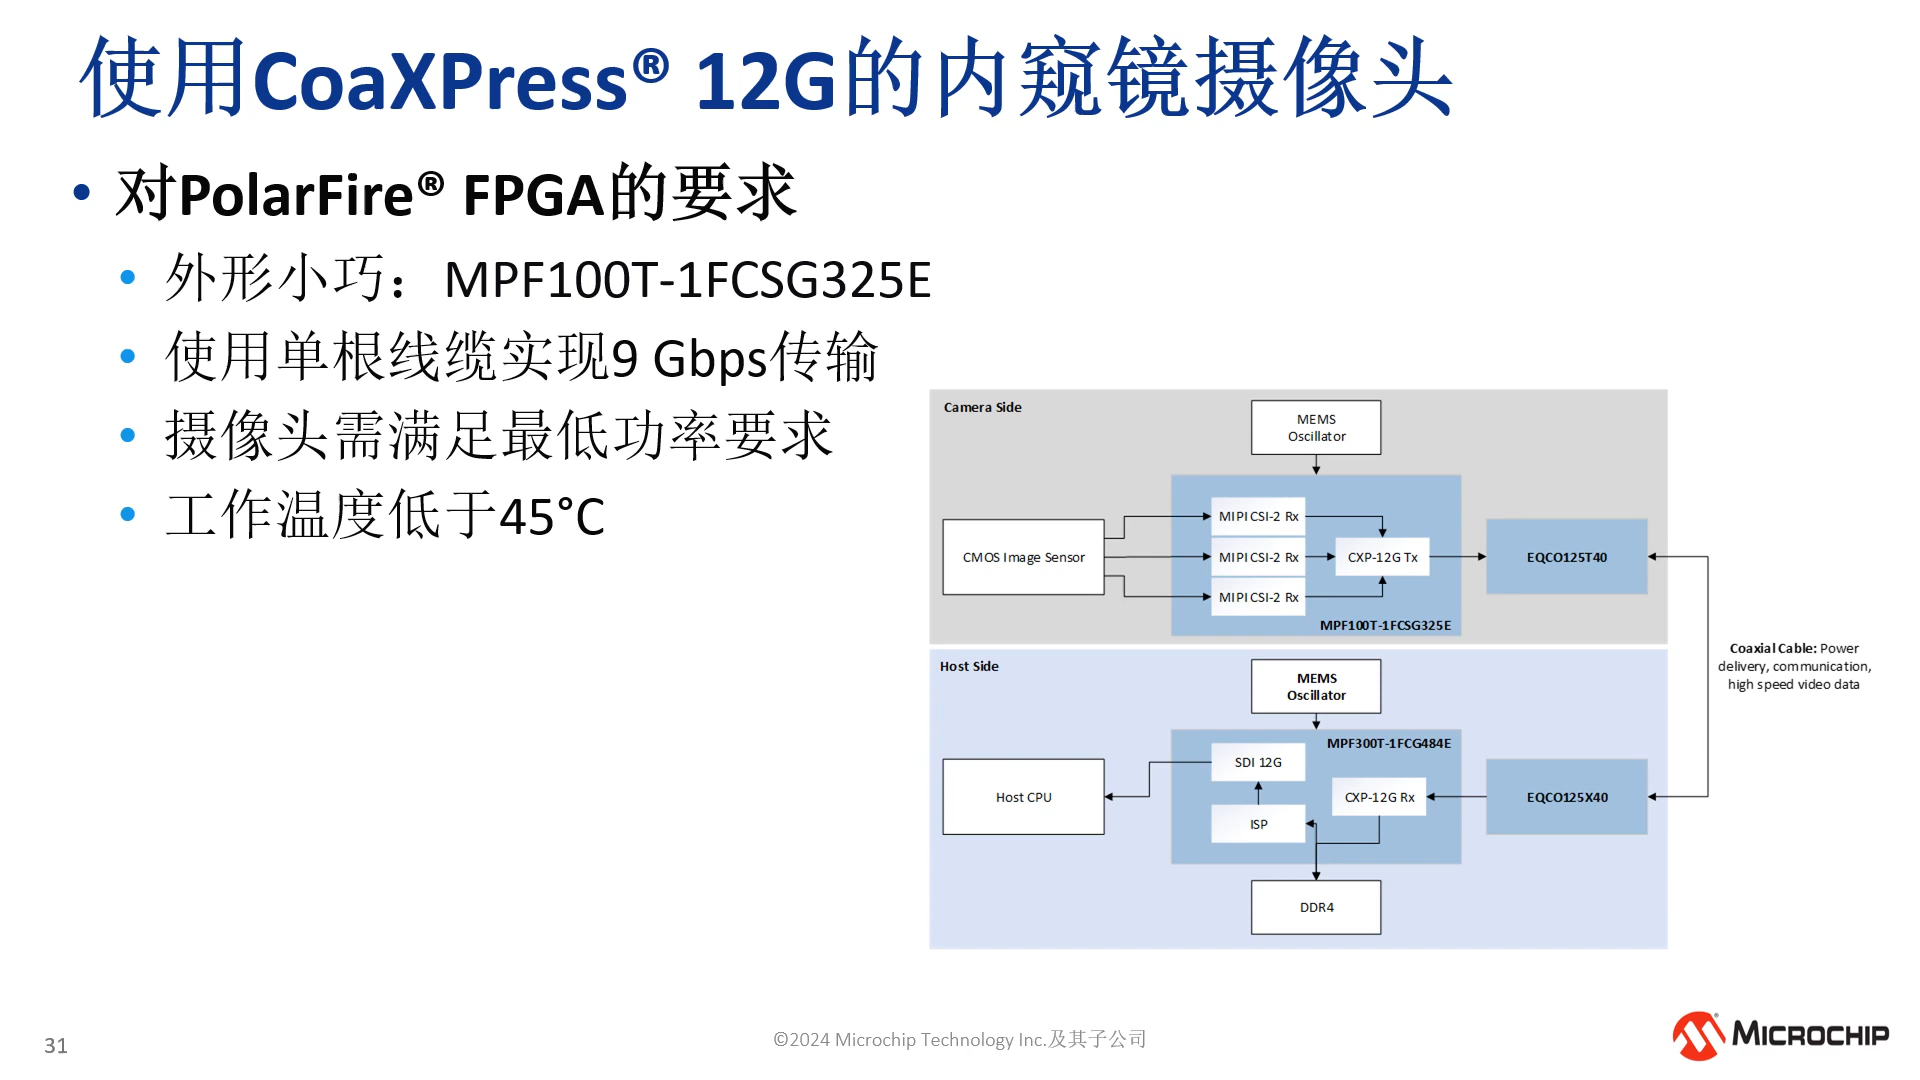 使用CoaXPress® 12G的内窥镜摄像头
• 对PolarFire® FPGA的要求
• 外形小巧：MPF100T-1FCSG325E
• 使用单根线缆实现9 Gbps传输
• 摄像头需满足最低功率要求
• 工作温度低于45°C
Camera Side
MEMS
Oscillator
CMOS Image Sensor
MIPI CSI-2 Rx
MIPI CSI-2 Rx
MIPI CSI-2 Rx
CXP-12G Tx
MPF100T-1FCSG325E
EQCO125T40
Coaxial Cable: Power
delivery, communication,
high speed video data
Host Side
MEMS
Oscillator
MPF300T-1FCG484E
SDI 12G
Host CPU
CXP-12G Rx
ISP
EQCO125X40
DDR4
31
©2024 Microchip Technology Inc.及其子公司
MICROCHIP